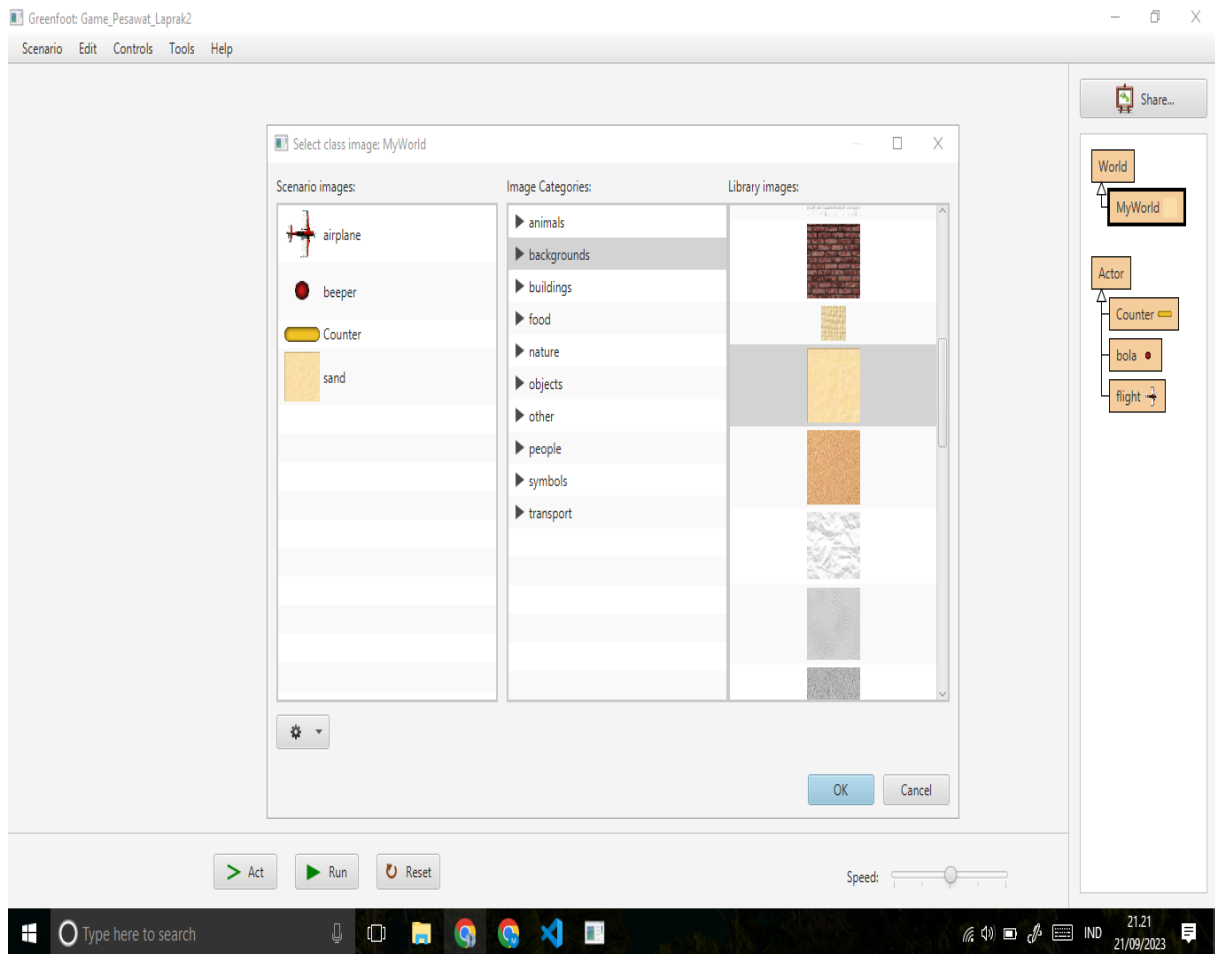 Greenfoot: Game_Pesawat_Laprak2
Scenario Edit Controls Tools Help
Share...
Select class image: MyWorld
Scenario images:
Image Categories:
Library images:
airplane
beeper
Counter
sand
animals
backgrounds
buildings
food
nature
objects
other
people
symbols
transport
OK
Cancel
World
MyWorld
Actor
Counter
bola
flight
Act
Run
Reset
Speed:
Type here to search
IND
21.21
21/09/2023